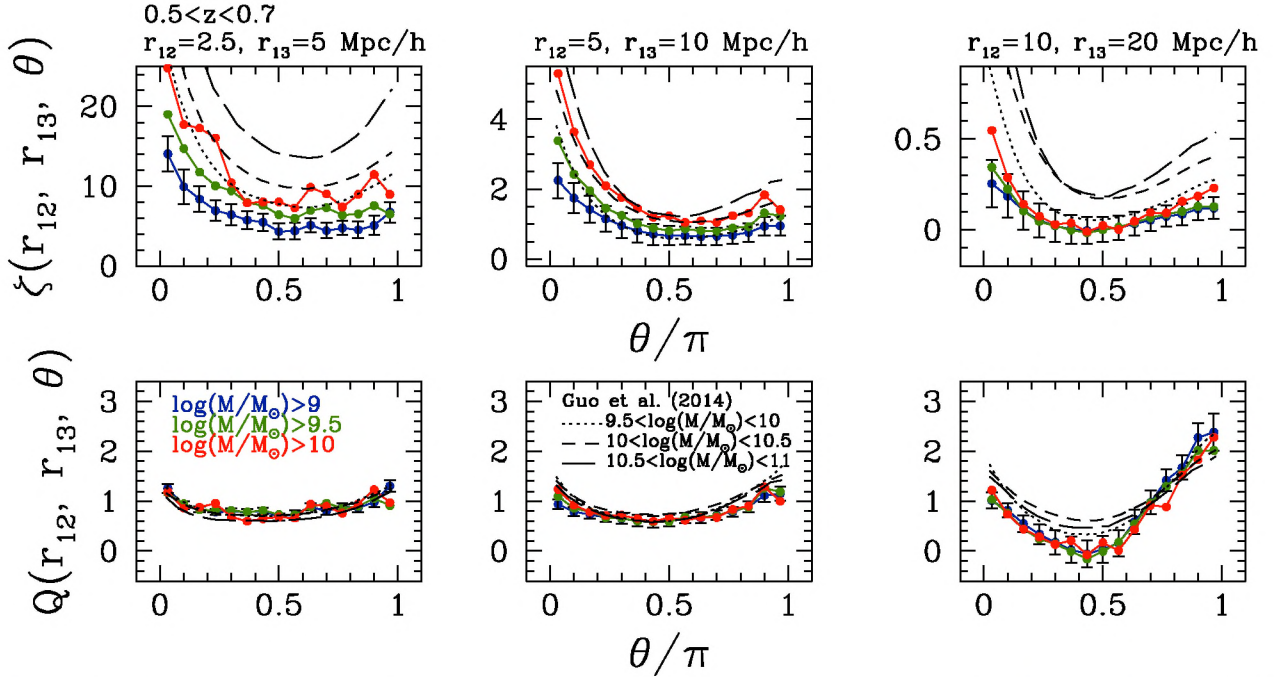 0.5<z<0.7
r₁₂=2.5, r₁₃=5 Mpc/h
r₁₂=5, r₁₃=10 Mpc/h
r₁₂=10, r₁₃=20 Mpc/h
ζ(r₁₂, r₁₃, θ)
20
10
0
0 0.5 1
4
2
0
0 0.5 1
0.5
0
0 0.5 1
θ/π
Q(r₁₂, r₁₃, θ)
3
2
1
0
log(M/M⊙)>9
log(M/M⊙)>9.5
log(M/M⊙)>10
0 0.5 1
3
2
1
0
Guo et al. (2014)
9.5<log(M/M⊙)<10
10<log(M/M⊙)<10.5
10.5<log(M/M⊙)<11
0 0.5 1
3
2
1
0
0 0.5 1
θ/π